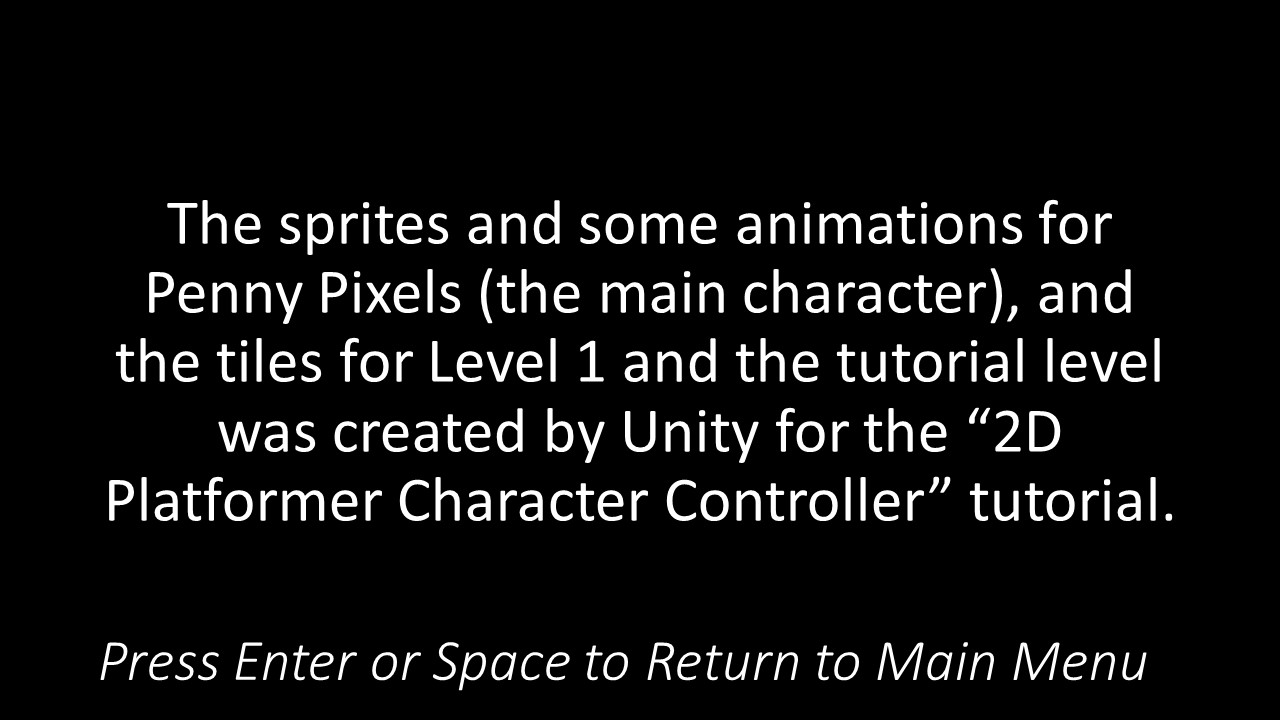 The sprites and some animations for
Penny Pixels (the main character), and
the tiles for Level 1 and the tutorial level
was created by Unity for the “2D
Platformer Character Controller” tutorial.
Press Enter or Space to Return to Main Menu